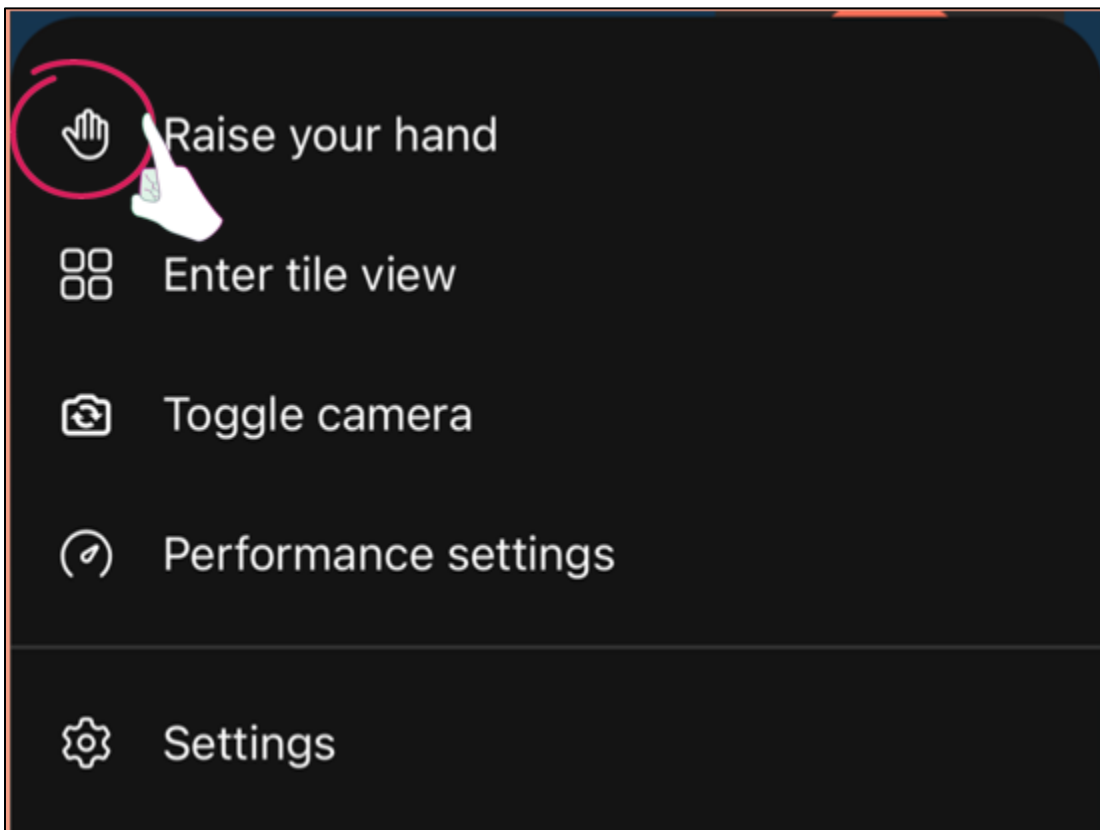 Raise your hand
Enter tile view
Toggle camera
Performance settings
Settings